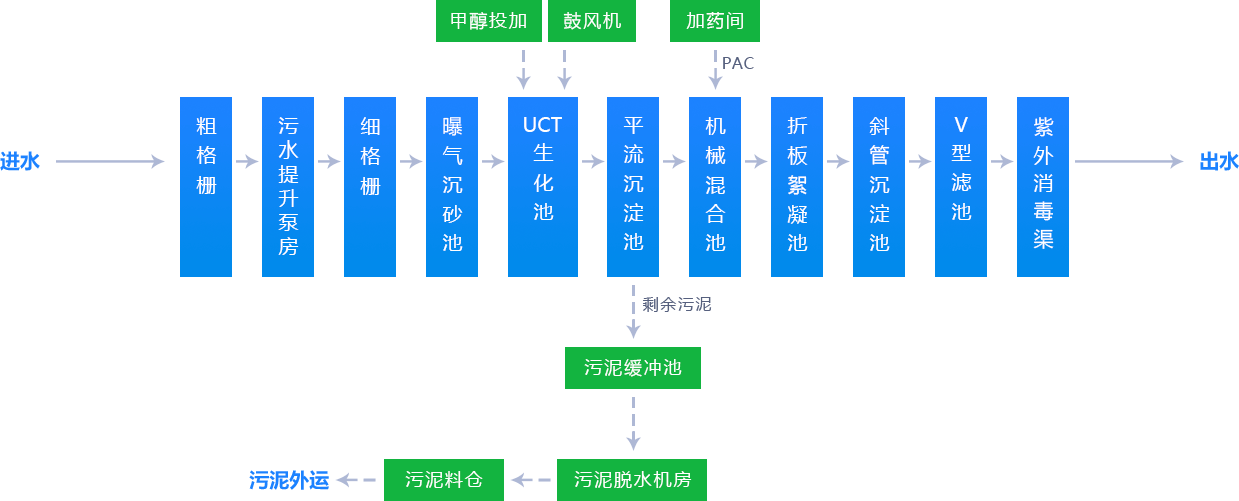 甲醇投加
鼓风机
加药间
PAC
进水
粗格栅
污水提升泵房
细格栅
曝气沉砂池
UCT生化池
平流沉淀池
机械混合池
折板絮凝池
斜管沉淀池
V型滤池
紫外消毒渠
出水
剩余污泥
污泥缓冲池
污泥外运
污泥料仓
污泥脱水机房